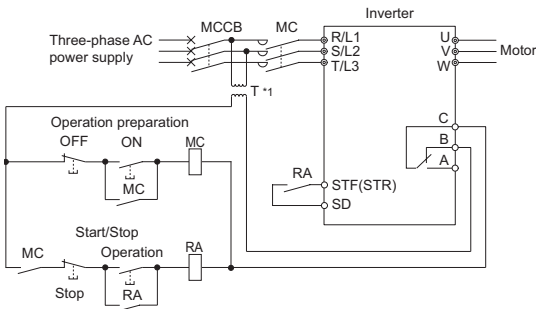 Inverter
MCCB
MC
Three-phase AC
power supply
R/L1
S/L2
T/L3
U
V
W
Motor
T *1
Operation preparation
OFF
ON
MC
MC
C
B
A
RA
STF(STR)
SD
Start/Stop
MC
Operation
RA
Stop
RA